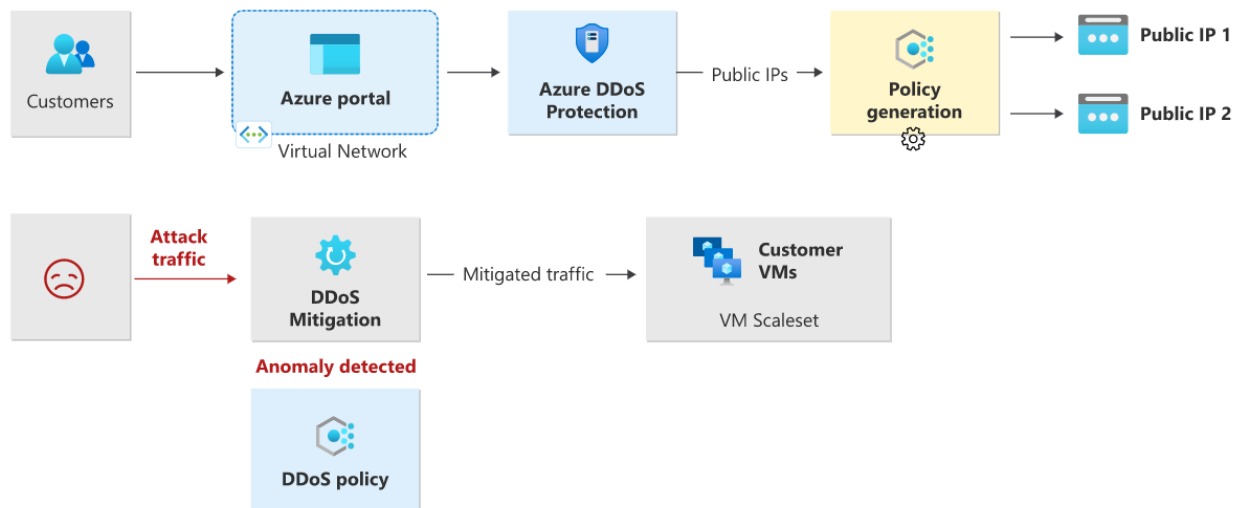 Customers
Azure portal
Virtual Network
Azure DDoS
Protection
Public IPs
Policy
generation
Public IP 1
Public IP 2
Attack
traffic
DDoS
Mitigation
Mitigated traffic
Customer
VMs
VM Scaleset
Anomaly detected
DDoS policy